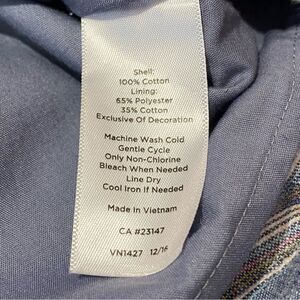 Shell:
100% Cotton
Lining:
65% Polyester
35% Cotton
Exclusive Of Decoration
Machine Wash Cold
Gentle Cycle
Only Non-Chlorine
Bleach When Needed
Line Dry
Cool Iron If Needed
Made in Vietnam
CA #23147
VN1427 12/16